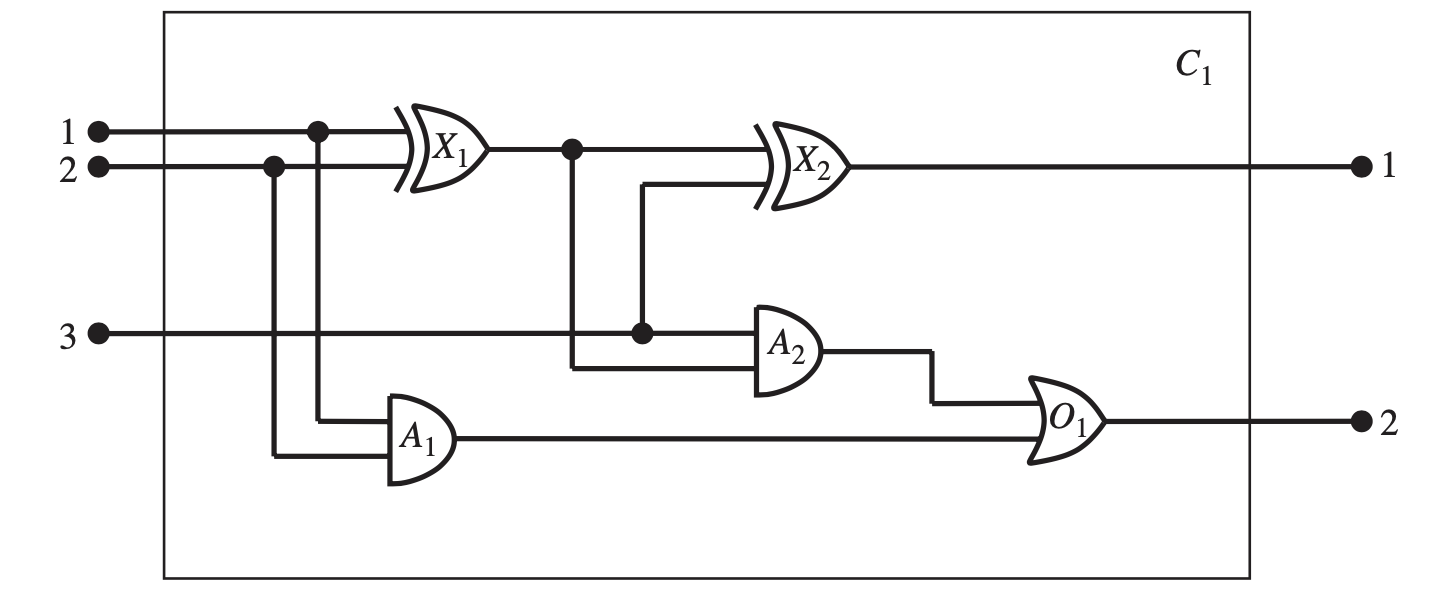 C₁
1
2
X₁
X₂
1
3
A₂
A₁
O₁
2